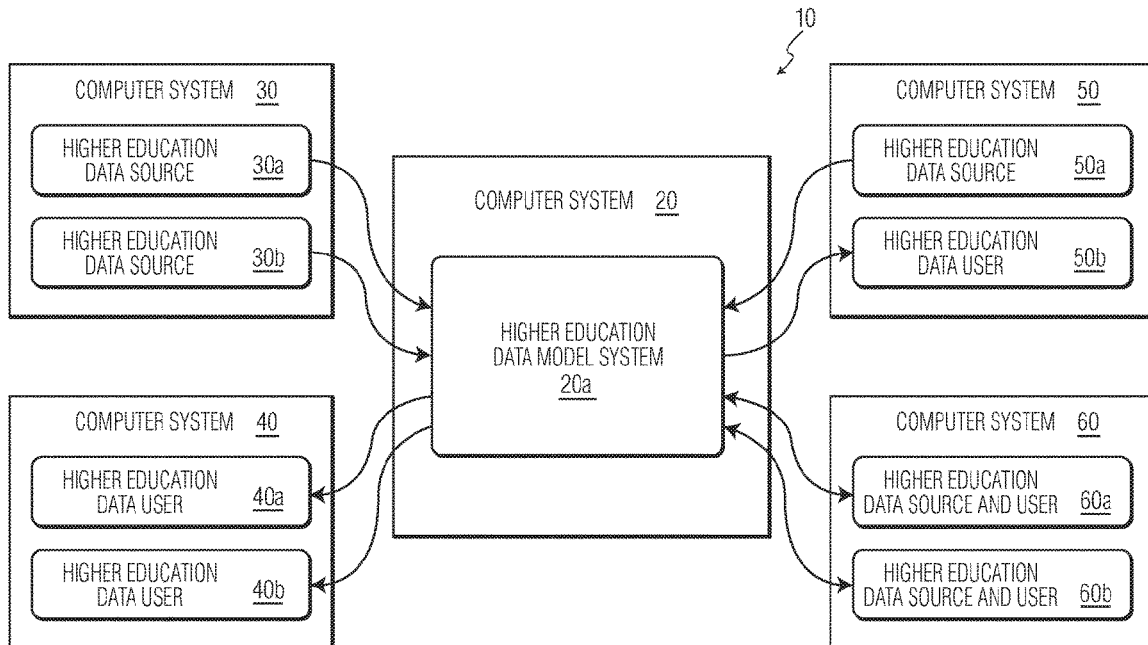 10
COMPUTER SYSTEM 30
HIGHER EDUCATION
DATA SOURCE 30a
HIGHER EDUCATION
DATA SOURCE 30b
COMPUTER SYSTEM 40
HIGHER EDUCATION
DATA USER 40a
HIGHER EDUCATION
DATA USER 40b
COMPUTER SYSTEM 20
HIGHER EDUCATION
DATA MODEL SYSTEM
20a
COMPUTER SYSTEM 50
HIGHER EDUCATION
DATA SOURCE 50a
HIGHER EDUCATION
DATA USER 50b
COMPUTER SYSTEM 60
HIGHER EDUCATION
DATA SOURCE AND USER 60a
HIGHER EDUCATION
DATA SOURCE AND USER 60b